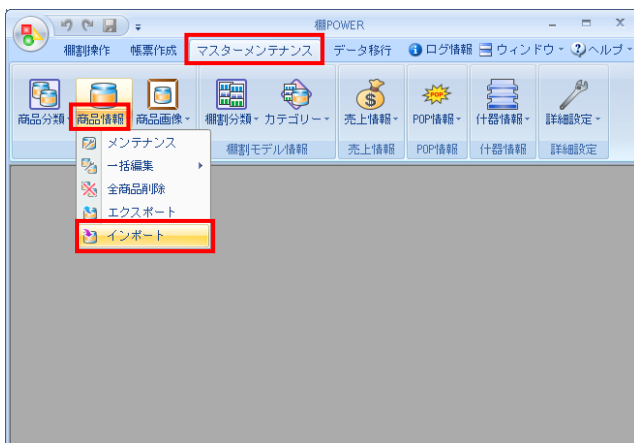 棚POWER
棚割操作 帳票作成 マスターメンテナンス データ移行 ログ情報 ウィンドウ ヘルプ
商品分類 商品情報 商品画像 棚割分類 カテゴリー 売上情報 POP情報 什器情報 詳細設定
棚割モデル情報 売上情報 POP情報 什器情報 詳細設定
メンテナンス
一括編集
全商品削除
エクスポート
インポート